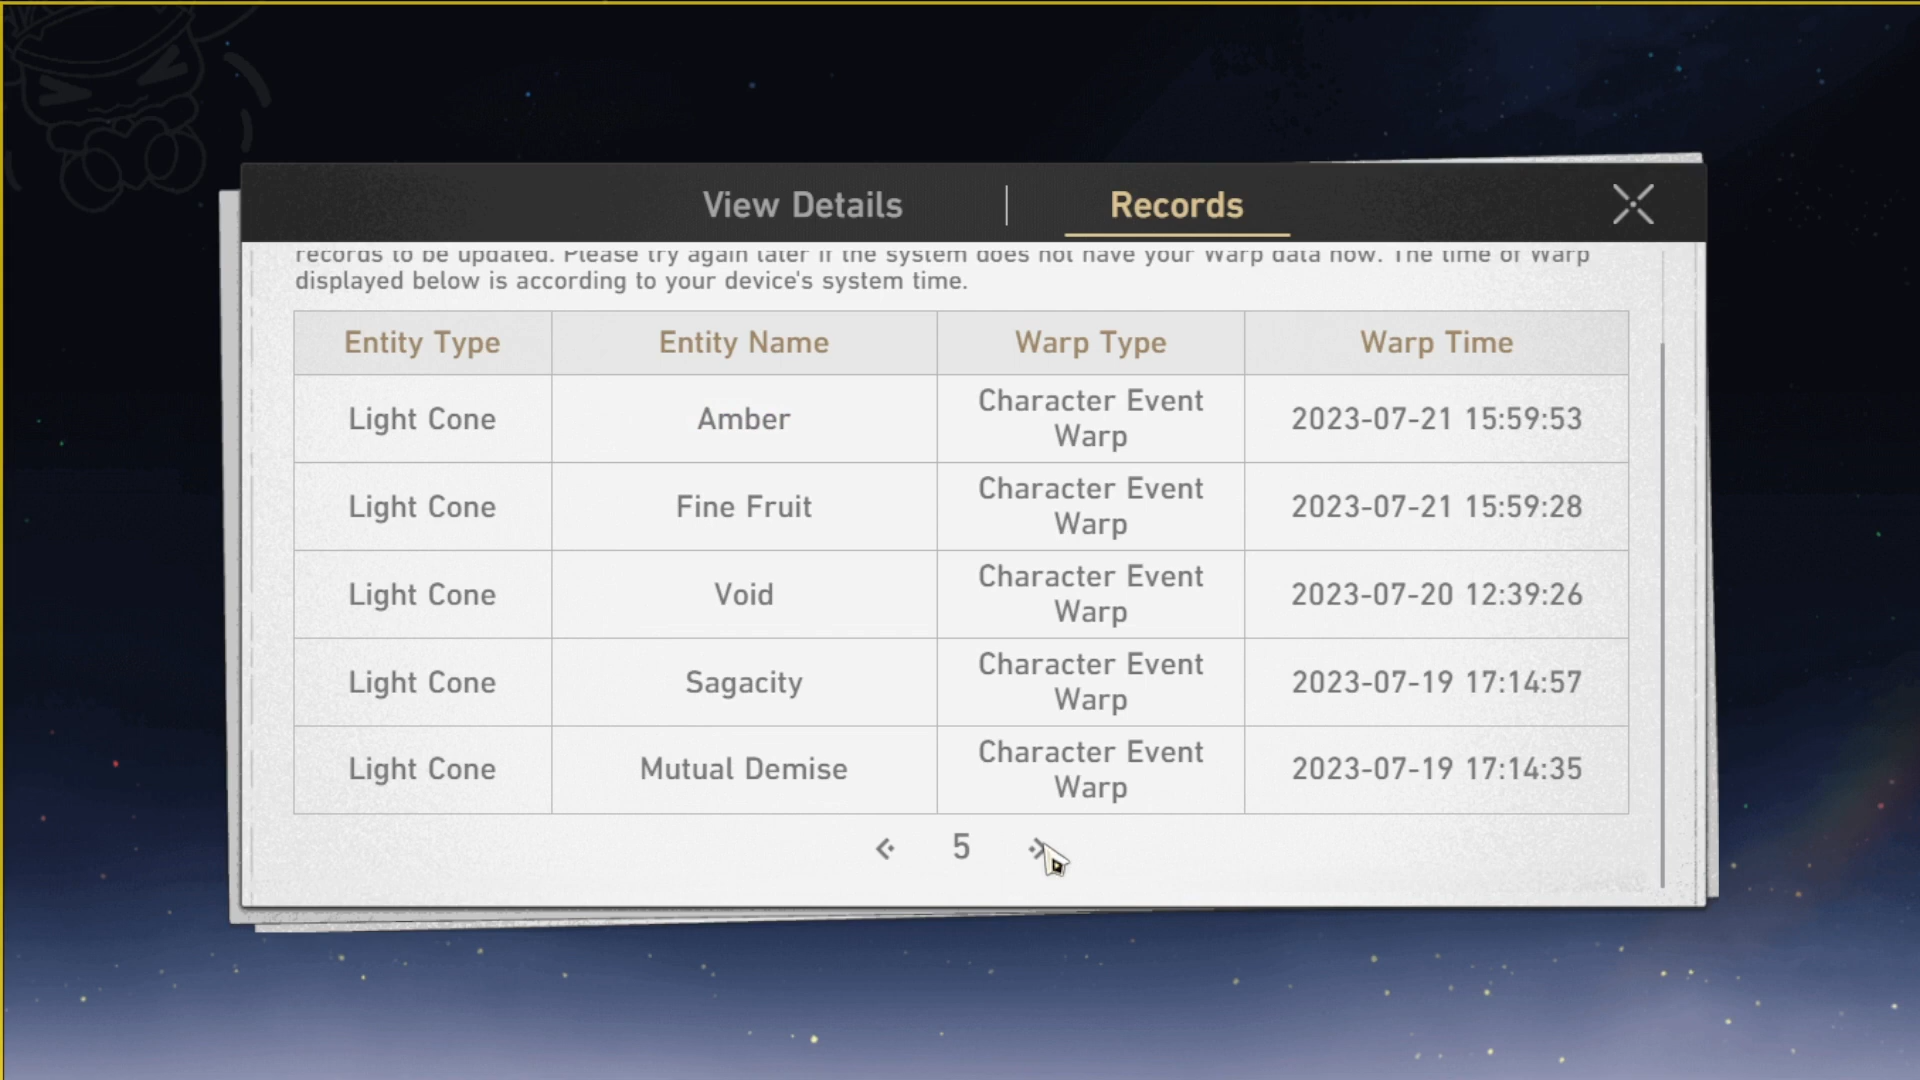 View Details
Records
records to be updated. Please try again later if the system does not have your Warp data now. The time of Warp
displayed below is according to your device's system time.
Entity Type Entity Name Warp Type Warp Time
Light Cone Amber Character Event Warp 2023-07-21 15:59:53
Light Cone Fine Fruit Character Event Warp 2023-07-21 15:59:28
Light Cone Void Character Event Warp 2023-07-20 12:39:26
Light Cone Sagacity Character Event Warp 2023-07-19 17:14:57
Light Cone Mutual Demise Character Event Warp 2023-07-19 17:14:35
5